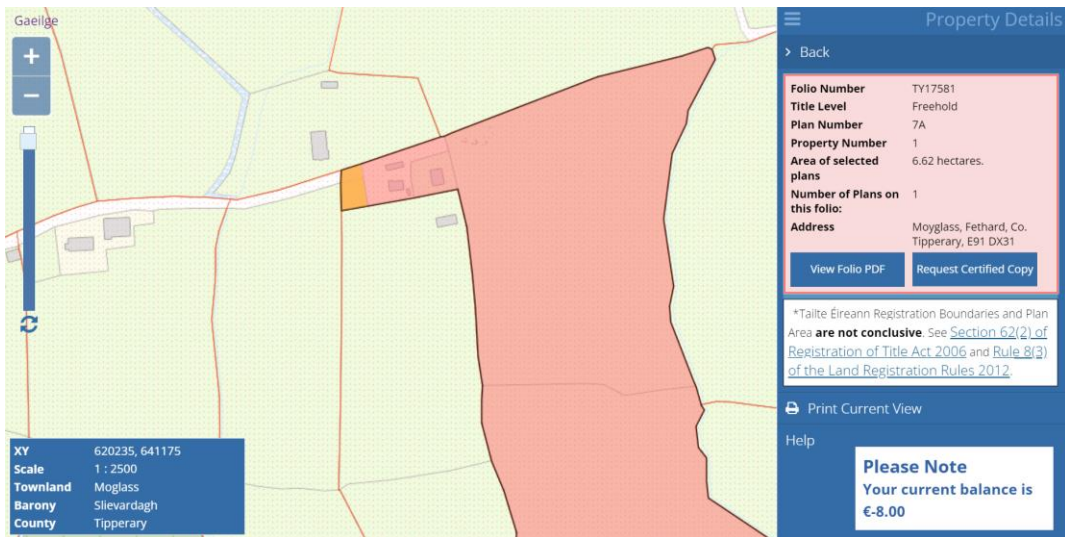 Gaeilge
+
−
XY 620235, 641175
Scale 1 : 2500
Townland Moglass
Barony Slievardagh
County Tipperary
Property Details
> Back
Folio Number TY17581
Title Level Freehold
Plan Number 7A
Property Number 1
Area of selected 6.62 hectares.
plans
Number of Plans on 1
this folio:
Address Moyglass, Fethard, Co.
Tipperary, E91 DX31
View Folio PDF Request Certified Copy
*Tailte Éireann Registration Boundaries and Plan
Area are not conclusive. See Section 62(2) of
Registration of Title Act 2006 and Rule 8(3)
of the Land Registration Rules 2012.
Print Current View
Help
Please Note
Your current balance is
€-8.00